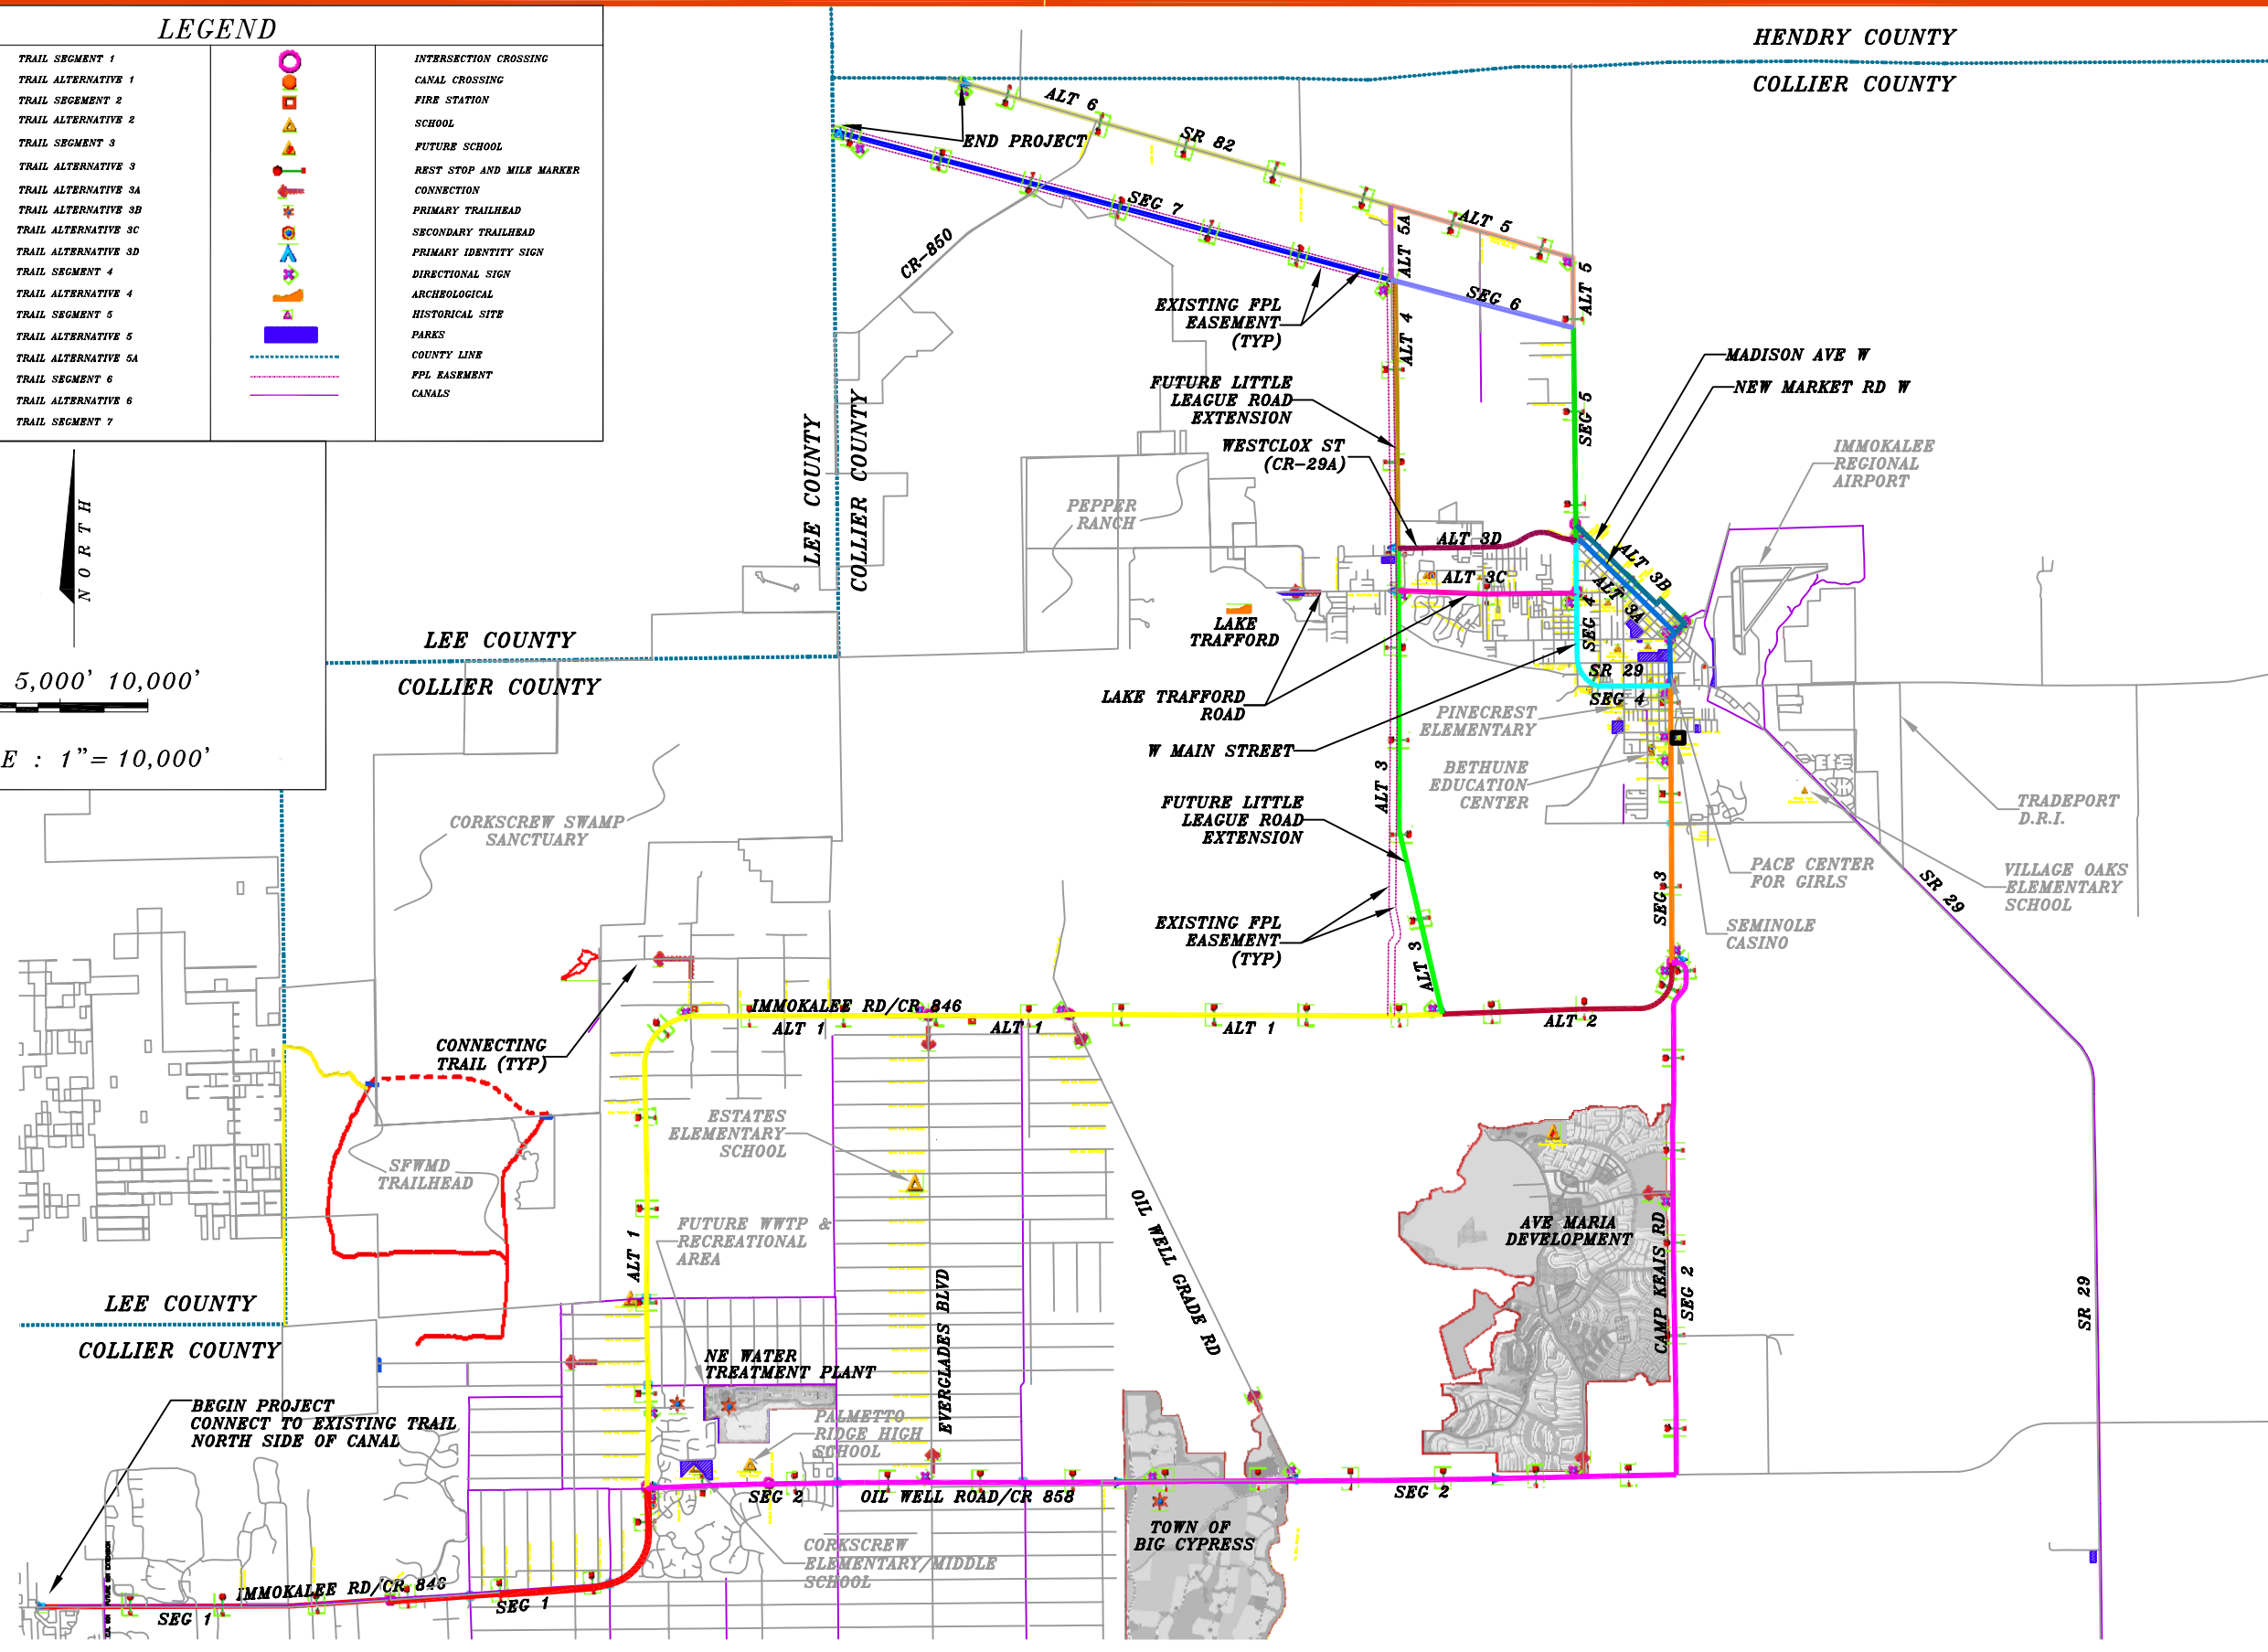 LEGEND
TRAIL SEGMENT 1
TRAIL ALTERNATIVE 1
TRAIL SEGEMENT 2
TRAIL ALTERNATIVE 2
TRAIL SEGMENT 3
TRAIL ALTERNATIVE 3
TRAIL ALTERNATIVE 3A
TRAIL ALTERNATIVE 3B
TRAIL ALTERNATIVE 3C
TRAIL ALTERNATIVE 3D
TRAIL SEGMENT 4
TRAIL ALTERNATIVE 4
TRAIL SEGMENT 5
TRAIL ALTERNATIVE 5
TRAIL ALTERNATIVE 5A
TRAIL SEGMENT 6
TRAIL ALTERNATIVE 6
TRAIL SEGMENT 7
INTERSECTION CROSSING
CANAL CROSSING
FIRE STATION
SCHOOL
FUTURE SCHOOL
REST STOP AND MILE MARKER
CONNECTION
PRIMARY TRAILHEAD
SECONDARY TRAILHEAD
PRIMARY IDENTITY SIGN
DIRECTIONAL SIGN
ARCHEOLOGICAL
HISTORICAL SITE
PARKS
COUNTY LINE
FPL EASEMENT
CANALS
NORTH
5,000' 10,000'
E : 1"= 10,000'
HENDRY COUNTY
COLLIER COUNTY
ALT 6
SR 82
END PROJECT
SEG 7
CR-850
ALT 5A
ALT 5
ALT 5
SEG 6
EXISTING FPL
EASEMENT
(TYP)
ALT 4
MADISON AVE W
NEW MARKET RD W
FUTURE LITTLE
LEAGUE ROAD
EXTENSION
SEG 5
WESTCLOX ST
(CR-29A)
IMMOKALEE
REGIONAL
AIRPORT
LEE COUNTY
COLLIER COUNTY
PEPPER
RANCH
ALT 3D
ALT 3C
ALT 3B
ALT 3A
SEG 4
LAKE
TRAFFORD
LEE COUNTY
COLLIER COUNTY
SR 29
SEG 4
LAKE TRAFFORD
ROAD
PINECREST
ELEMENTARY
W MAIN STREET
BETHUNE
EDUCATION
CENTER
ALT 3
FUTURE LITTLE
LEAGUE ROAD
EXTENSION
TRADEPORT
D.R.I.
CORKSCREW SWAMP
SANCTUARY
PACE CENTER
FOR GIRLS
VILLAGE OAKS
ELEMENTARY
SCHOOL
SR 29
SEG 3
EXISTING FPL
EASEMENT
(TYP)
SEMINOLE
CASINO
ALT 3
IMMOKALEE RD/CR 846
ALT 1
ALT 1
ALT 1
ALT 2
CONNECTING
TRAIL (TYP)
ESTATES
ELEMENTARY
SCHOOL
SFWMD
TRAILHEAD
FUTURE WWTP &
RECREATIONAL
AREA
ALT 1
OIL WELL GRADE RD
AVE MARIA
DEVELOPMENT
CAMP KEAIS RD
SEG 2
SR 29
EVERGLADES BLVD
LEE COUNTY
COLLIER COUNTY
NE WATER
TREATMENT PLANT
BEGIN PROJECT
CONNECT TO EXISTING TRAIL
NORTH SIDE OF CANAL
PALMETTO
RIDGE HIGH
SCHOOL
SEG 2
OIL WELL ROAD/CR 858
SEG 2
TOWN OF
BIG CYPRESS
CORKSCREW
ELEMENTARY/MIDDLE
SCHOOL
IMMOKALEE RD/CR 846
SEG 1
SEG 1